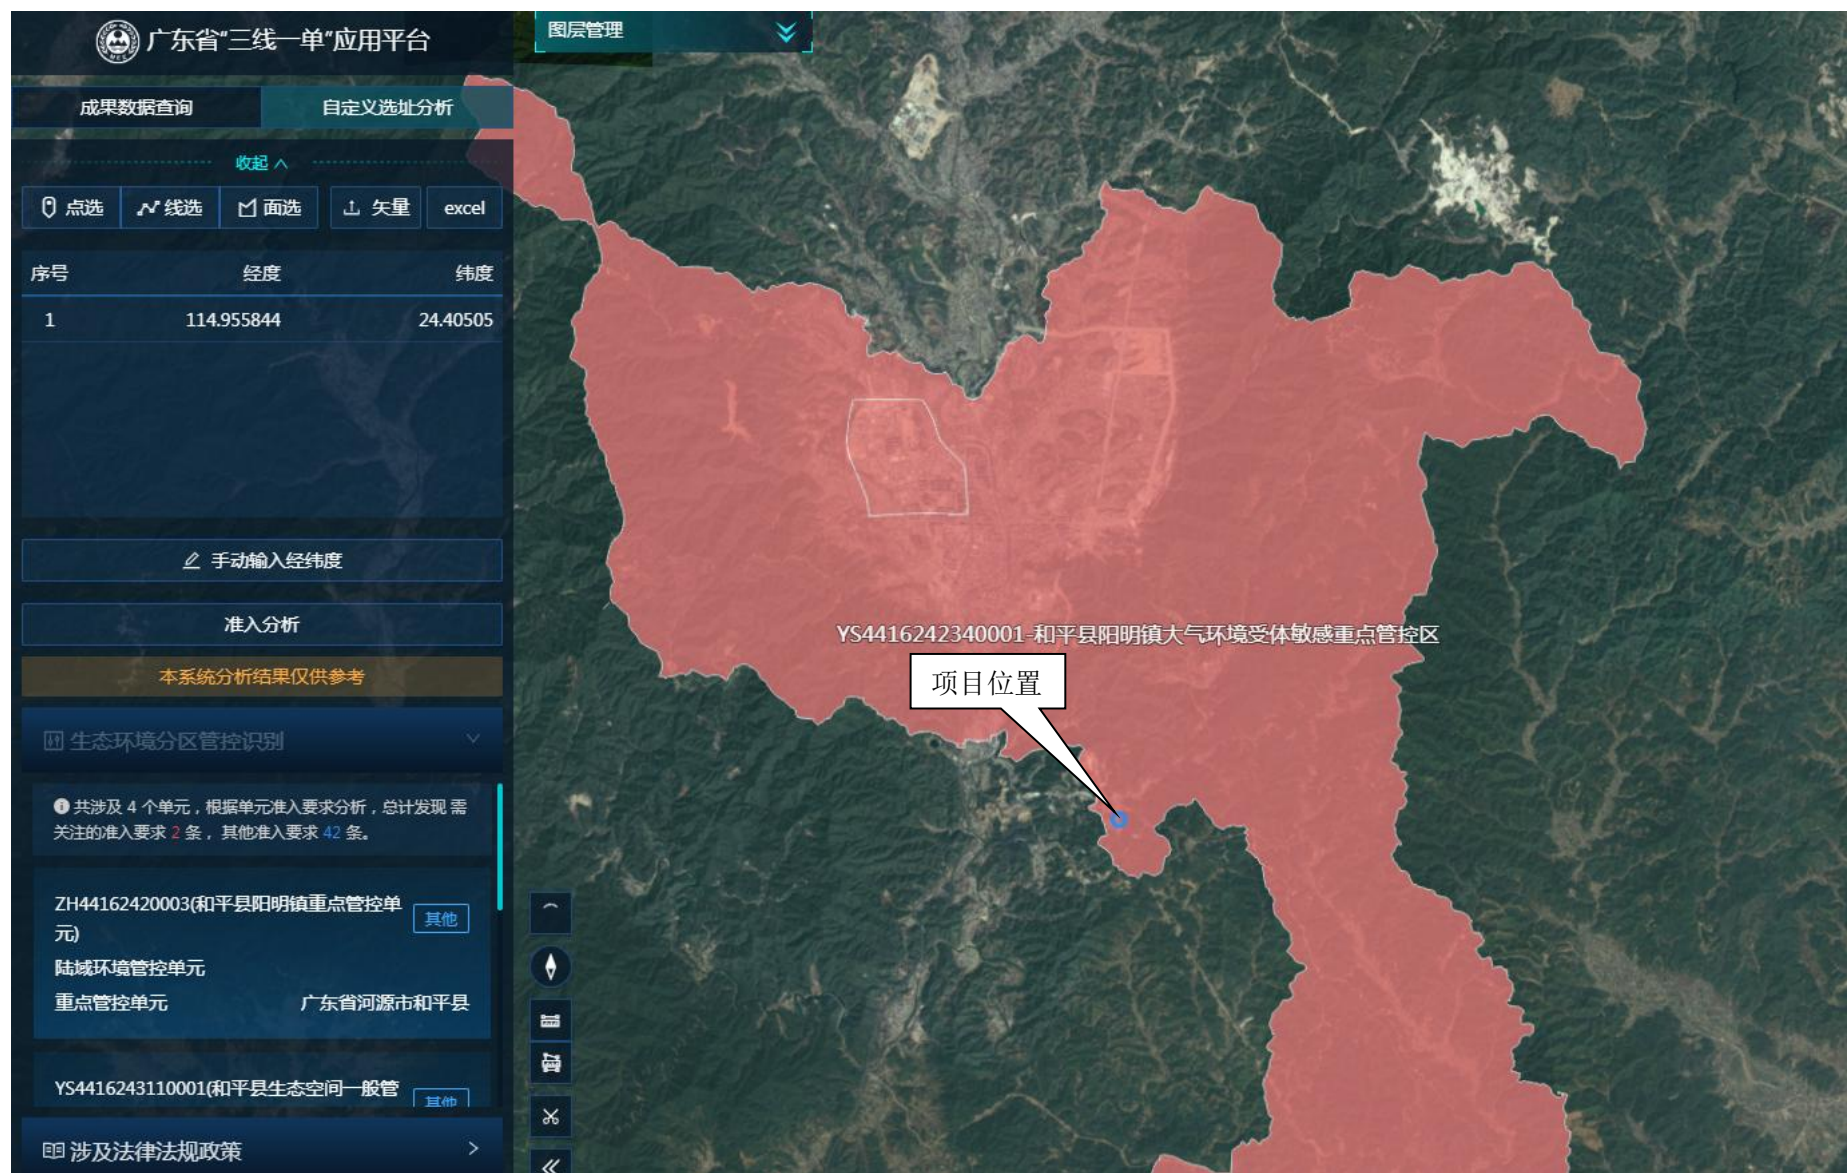 广东省“三线一单”应用平台
图层管理
成果数据查询
自定义选址分析
收起
点选
线选
面选
矢量
excel
序号 经度 纬度
1 114.955844 24.40505
手动输入经纬度
准入分析
本系统分析结果仅供参考
生态环境分区管控识别
共涉及 4 个单元，根据单元准入要求分析，总计发现 需
关注的准入要求 2 条， 其他准入要求 42 条。
ZH44162420003(和平县阳明镇重点管控单
元)
其他
陆域环境管控单元
重点管控单元 广东省河源市和平县
YS4416243110001(和平县生态空间一般管
其他
涉及法律法规政策
YS4416242340001-和平县阳明镇大气环境受体敏感重点管控区
项目位置